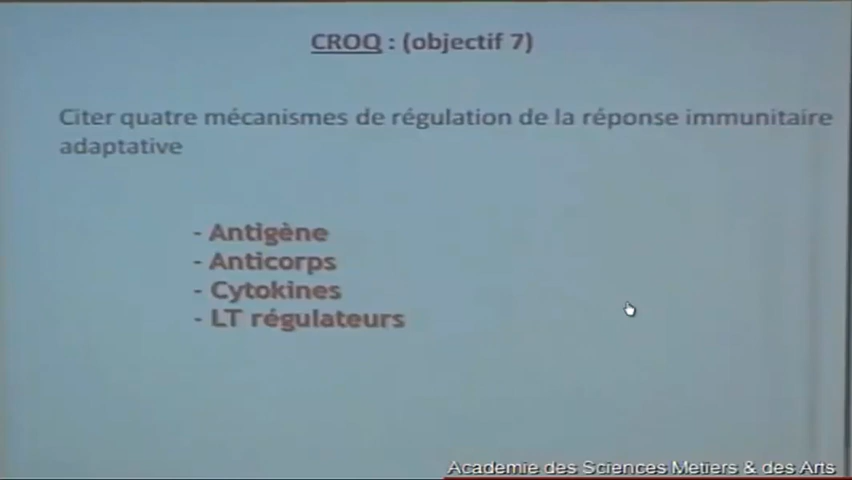 CROQ : (objectif 7)
Citer quatre mécanismes de régulation de la réponse immunitaire
adaptative
- Antigène
- Anticorps
- Cytokines
- LT régulateurs
Academie des Sciences Metiers & des Arts